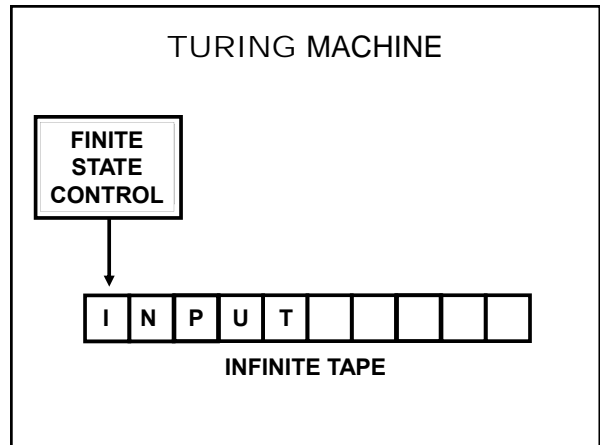 TURING MACHINE
FINITE
STATE
CONTROL
I N P U T
INFINITE TAPE